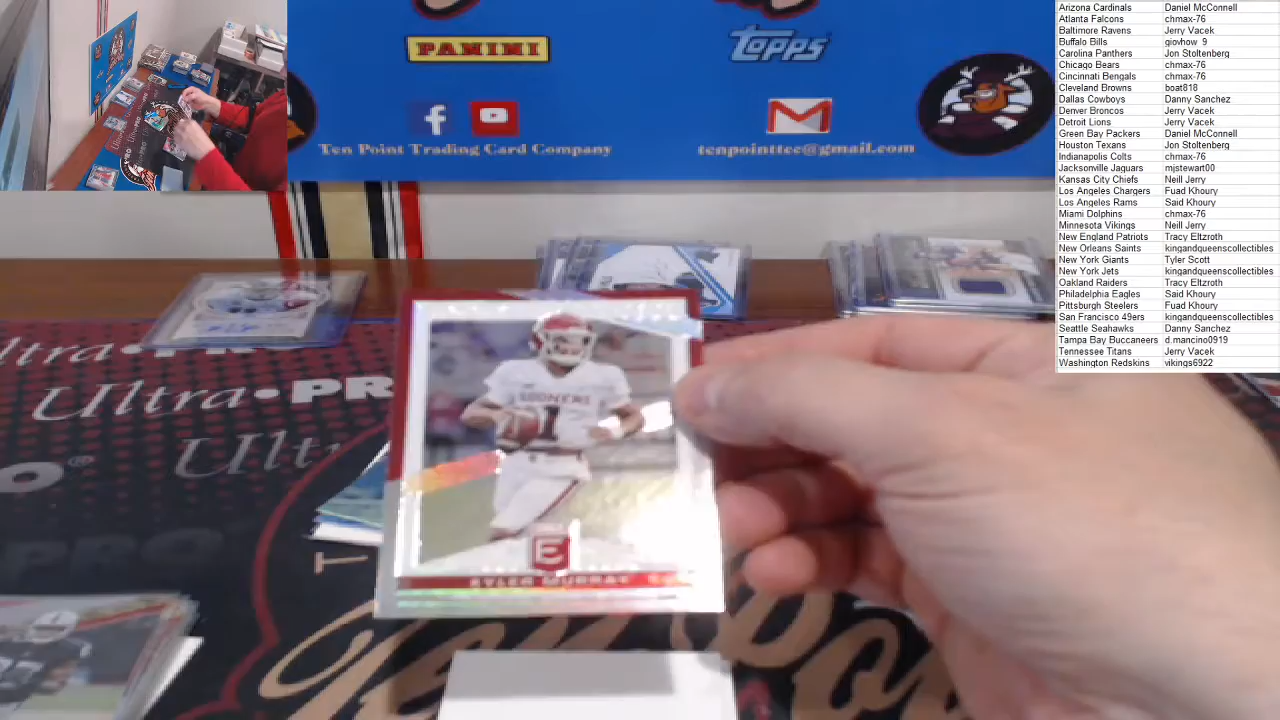 PANINI
TOPPS
Ten Point Trading Card Company
tenpointtcc@gmail.com
Arizona Cardinals Daniel McConnell
Atlanta Falcons chmax-76
Baltimore Ravens Jerry Vacek
Buffalo Bills giovhow_9
Carolina Panthers Jon Stoltenberg
Chicago Bears chmax-76
Cincinnati Bengals chmax-76
Cleveland Browns boat818
Dallas Cowboys Danny Sanchez
Denver Broncos Jerry Vacek
Detroit Lions Jerry Vacek
Green Bay Packers Daniel McConnell
Houston Texans Jon Stoltenberg
Indianapolis Colts chmax-76
Jacksonville Jaguars mjstewart00
Kansas City Chiefs Neill Jerry
Los Angeles Chargers Fuad Khoury
Los Angeles Rams Said Khoury
Miami Dolphins chmax-76
Minnesota Vikings Neill Jerry
New England Patriots Tracy Eltzroth
New Orleans Saints kingandqueenscollectibles
New York Giants Tyler Scott
New York Jets kingandqueenscollectibles
Oakland Raiders Tracy Eltzroth
Philadelphia Eagles Said Khoury
Pittsburgh Steelers Fuad Khoury
San Francisco 49ers kingandqueenscollectibles
Seattle Seahawks Danny Sanchez
Tampa Bay Buccaneers d.mancino0919
Tennessee Titans Jerry Vacek
Washington Redskins vikings6922
Ultra•PRO
Ultra•PRO
Ult
PRO
SOONERS
1
E
KYLER MURRAY